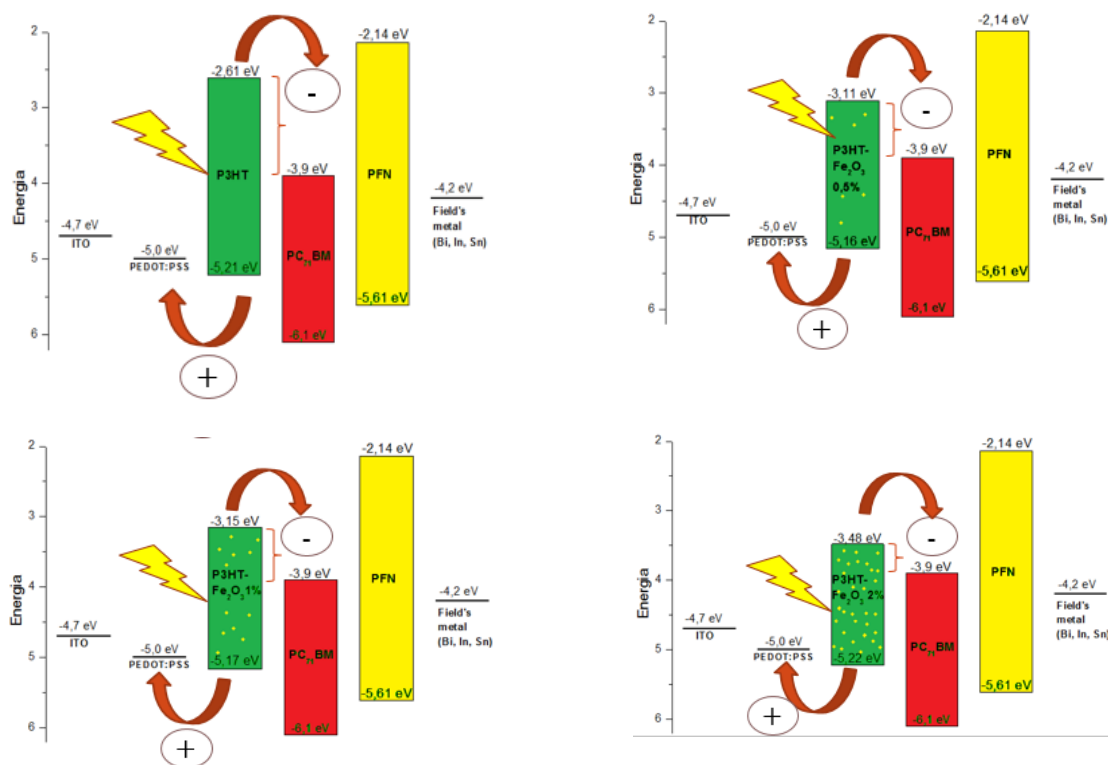 2
3
4
5
6
Energia
-4,7 eV
ITO
-5,0 eV
PEDOT:PSS
-2,61 eV
P3HT
-5,21 eV
-
+
-3,9 eV
PC₇₁BM
-6.1 eV
-2,14 eV
PFN
-5,61 eV
-4,2 eV
Field's
metal
(Bi, In, Sn)
2
3
4
5
6
Energia
-4,7 eV
ITO
-5,0 eV
PEDOT:PSS
-3,11 eV
P3HT-
Fe₂O₃
0,5%
-5,16 eV
-
+
-3,9 eV
PC₇₁BM
-6,1 eV
-2,14 eV
PFN
-5,61 eV
-4,2 eV
Field's
metal
(Bi, In, Sn)
2
3
4
5
6
Energia
-4,7 eV
ITO
-5,0 eV
PEDOT:PSS
-3,15 eV
P3HT-
Fe₂O₃1%
-5,17 eV
-
+
-3,9 eV
PC₇₁BM
-6.1 eV
-2,14 eV
PFN
-5,61 eV
-4,2 eV
Field's
metal
(Bi, In, Sn)
2
3
4
5
6
Energia
-4,7 eV
ITO
-5,0 eV
PEDOT:PSS
-3,48 eV
P3HT-
Fe₂O₃ 2%
-5,22 eV
-
+
-3,9 eV
PC₇₁BM
-6.1 eV
-2,14 eV
PFN
-5,61 eV
-4,2 eV
Field's
metal
(Bi, In, Sn)